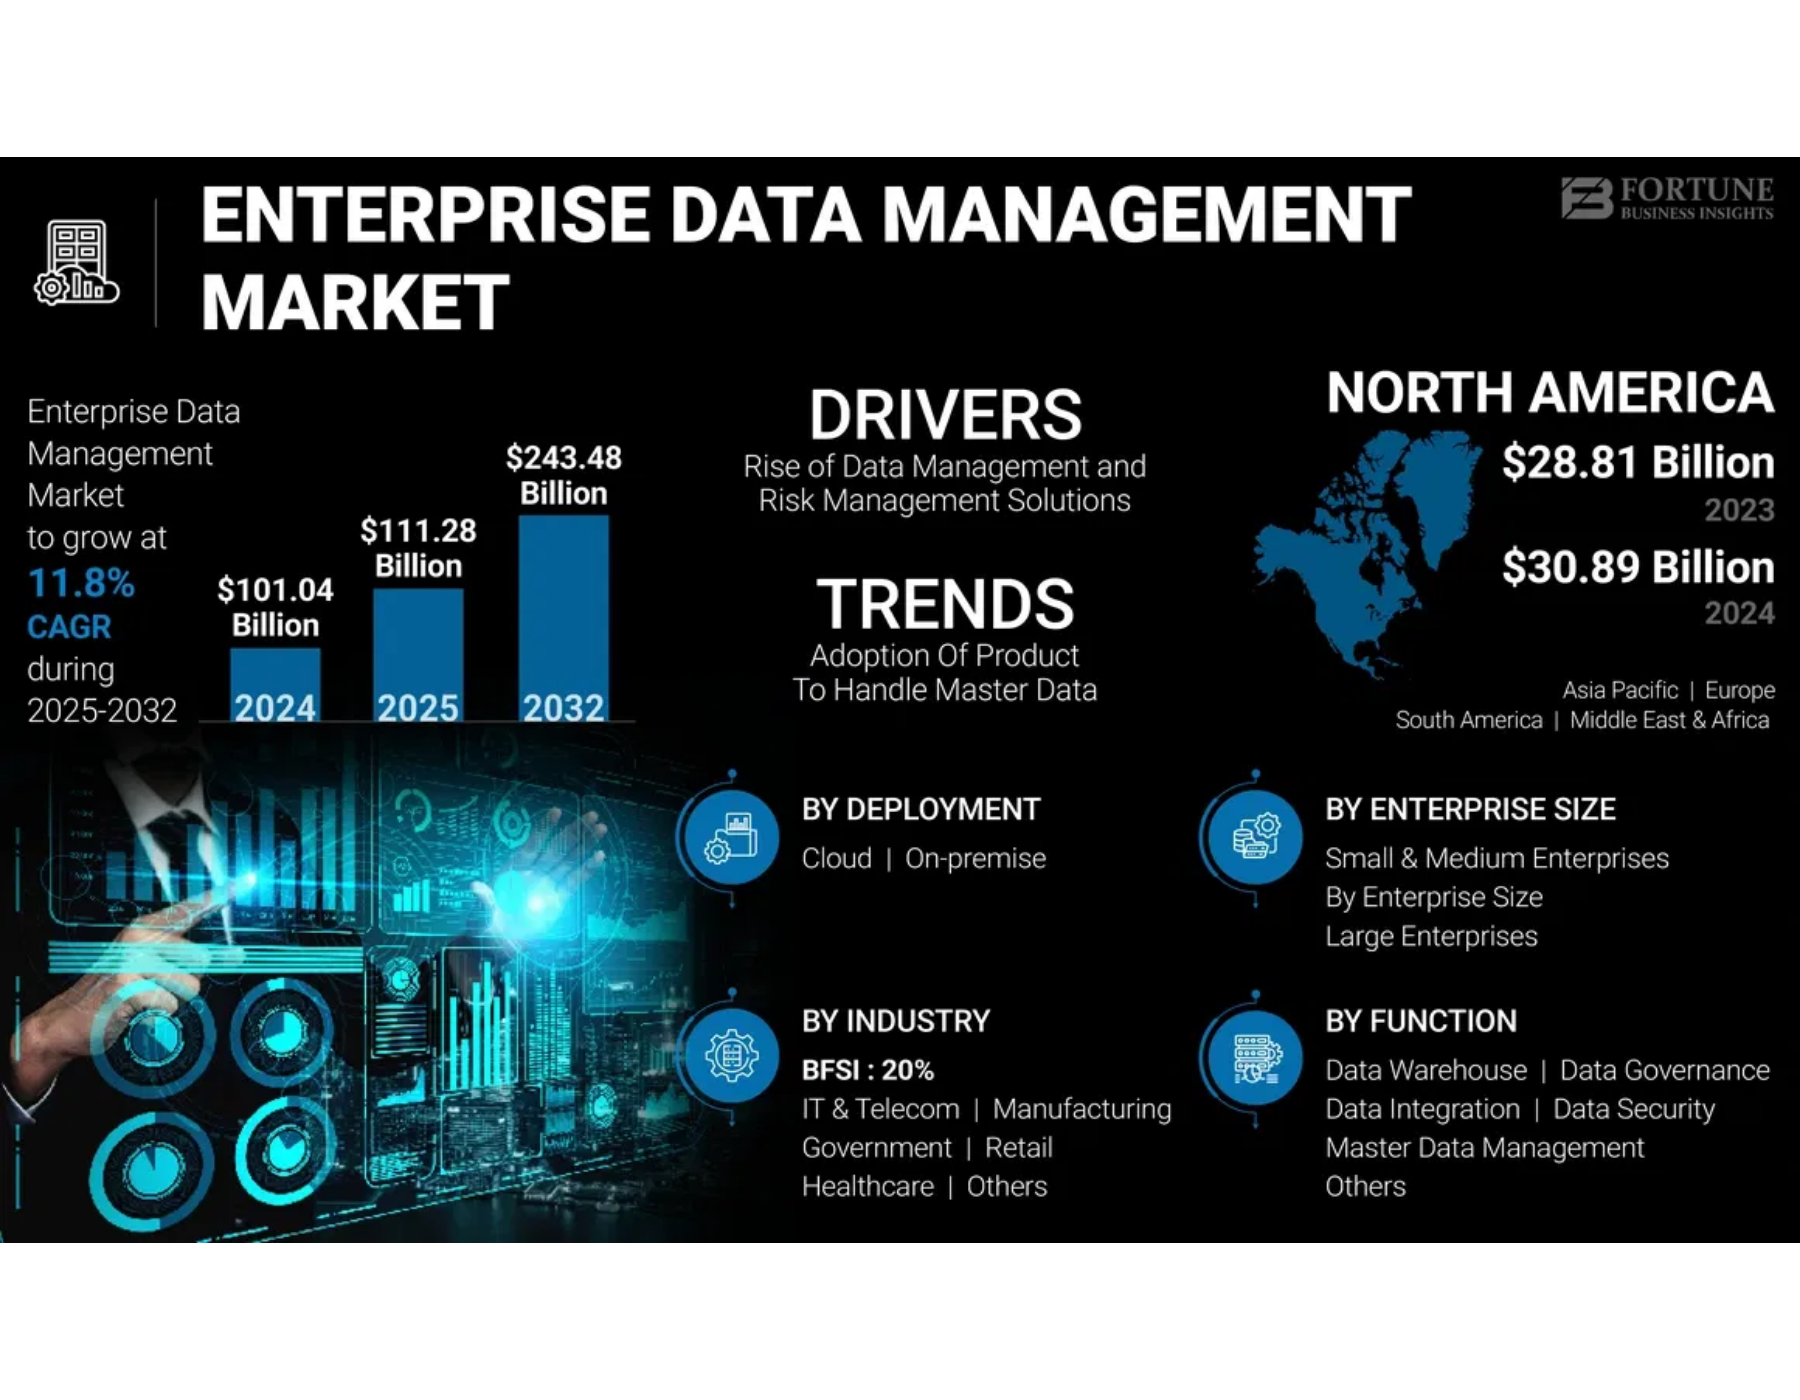 ENTERPRISE DATA MANAGEMENT
MARKET
FORTUNE
BUSINESS INSIGHTS
Enterprise Data
Management
Market
to grow at
11.8%
CAGR
during
2025-2032
$101.04
Billion
2024
$111.28
Billion
2025
$243.48
Billion
2032
DRIVERS
Rise of Data Management and
Risk Management Solutions
TRENDS
Adoption Of Product
To Handle Master Data
NORTH AMERICA
$28.81 Billion
2023
$30.89 Billion
2024
Asia Pacific | Europe
South America | Middle East & Africa
BY DEPLOYMENT
Cloud | On-premise
BY ENTERPRISE SIZE
Small & Medium Enterprises
By Enterprise Size
Large Enterprises
BY INDUSTRY
BFSI : 20%
IT & Telecom | Manufacturing
Government | Retail
Healthcare | Others
BY FUNCTION
Data Warehouse | Data Governance
Data Integration | Data Security
Master Data Management
Others